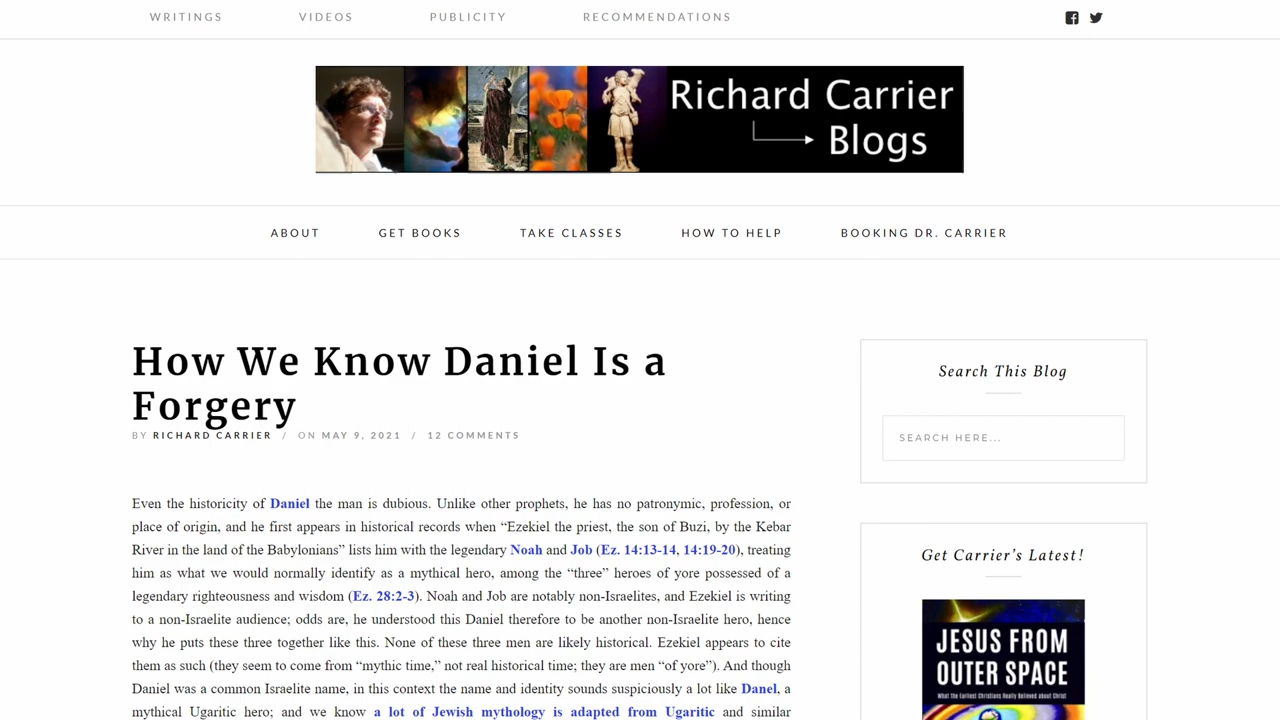 WRITINGS VIDEOS PUBLICITY RECOMMENDATIONS
Richard Carrier
Blogs
ABOUT GET BOOKS TAKE CLASSES HOW TO HELP BOOKING DR. CARRIER
How We Know Daniel Is a
Forgery
BY RICHARD CARRIER / ON MAY 9, 2021 / 12 COMMENTS
Even the historicity of Daniel the man is dubious. Unlike other prophets, he has no patronymic, profession, or
place of origin, and he first appears in historical records when “Ezekiel the priest, the son of Buzi, by the Kebar
River in the land of the Babylonians” lists him with the legendary Noah and Job (Ez. 14:13-14, 14:19-20), treating
him as what we would normally identify as a mythical hero, among the “three” heroes of yore possessed of a
legendary righteousness and wisdom (Ez. 28:2-3). Noah and Job are notably non-Israelites, and Ezekiel is writing
to a non-Israelite audience; odds are, he understood this Daniel therefore to be another non-Israelite hero, hence
why he puts these three together like this. None of these three men are likely historical. Ezekiel appears to cite
them as such (they seem to come from “mythic time,” not real historical time; they are men “of yore”). And though
Daniel was a common Israelite name, in this context the name and identity sounds suspiciously a lot like Danel, a
mythical Ugaritic hero; and we know a lot of Jewish mythology is adapted from Ugaritic and similar
Search This Blog
SEARCH HERE...
Get Carrier’s Latest!
JESUS FROM
OUTER SPACE
What the Earliest Christians Really Believed about Christ